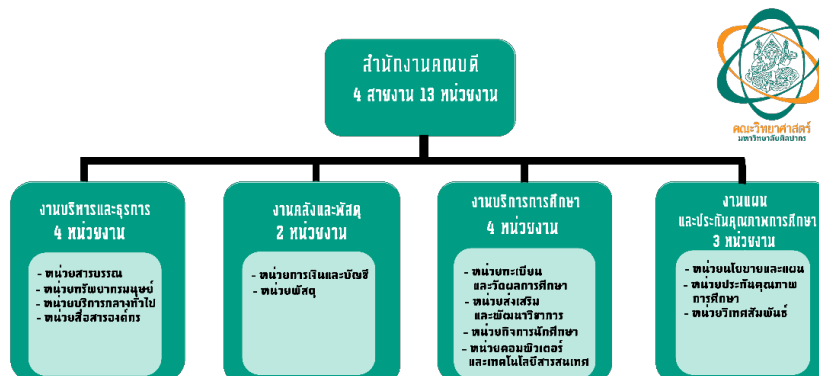 สำนักงานคณบดี
4 สายงาน 13 หน่วยงาน
คณะวิทยาศาสตร์
มหาวิทยาลัยศิลปากร
งานบริหารและธุรการ
4 หน่วยงาน
- หน่วยสารบรรณ
- หน่วยทรัพยากรมนุษย์
- หน่วยบริการกลางทั่วไป
- หน่วยสื่อสารองค์กร
งานคลังและพัสดุ
2 หน่วยงาน
- หน่วยการเงินและบัญชี
- หน่วยพัสดุ
งานบริการการศึกษา
4 หน่วยงาน
- หน่วยทะเบียน
และวัดผลการศึกษา
- หน่วยส่งเสริม
และพัฒนาวิชาการ
- หน่วยกิจการนักศึกษา
- หน่วยคอมพิวเตอร์
และเทคโนโลยีสารสนเทศ
งานแผน
และประกันคุณภาพการศึกษา
3 หน่วยงาน
- หน่วยนโยบายและแผน
- หน่วยประกันคุณภาพ
การศึกษา
- หน่วยวิเทศสัมพันธ์